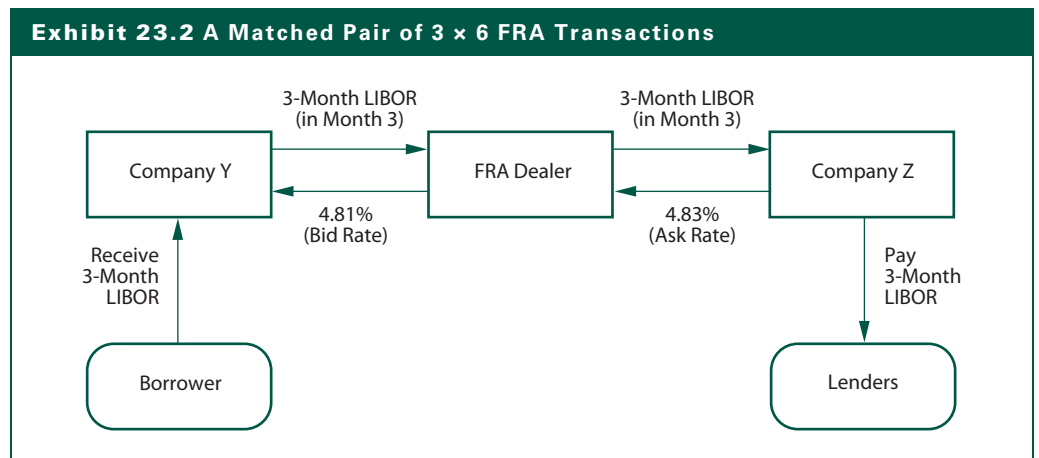 Exhibit 23.2 A Matched Pair of 3 × 6 FRA Transactions
3-Month LIBOR
(in Month 3)
3-Month LIBOR
(in Month 3)
Company Y
FRA Dealer
Company Z
4.81%
(Bid Rate)
4.83%
(Ask Rate)
Receive
3-Month
LIBOR
Pay
3-Month
LIBOR
Borrower
Lenders